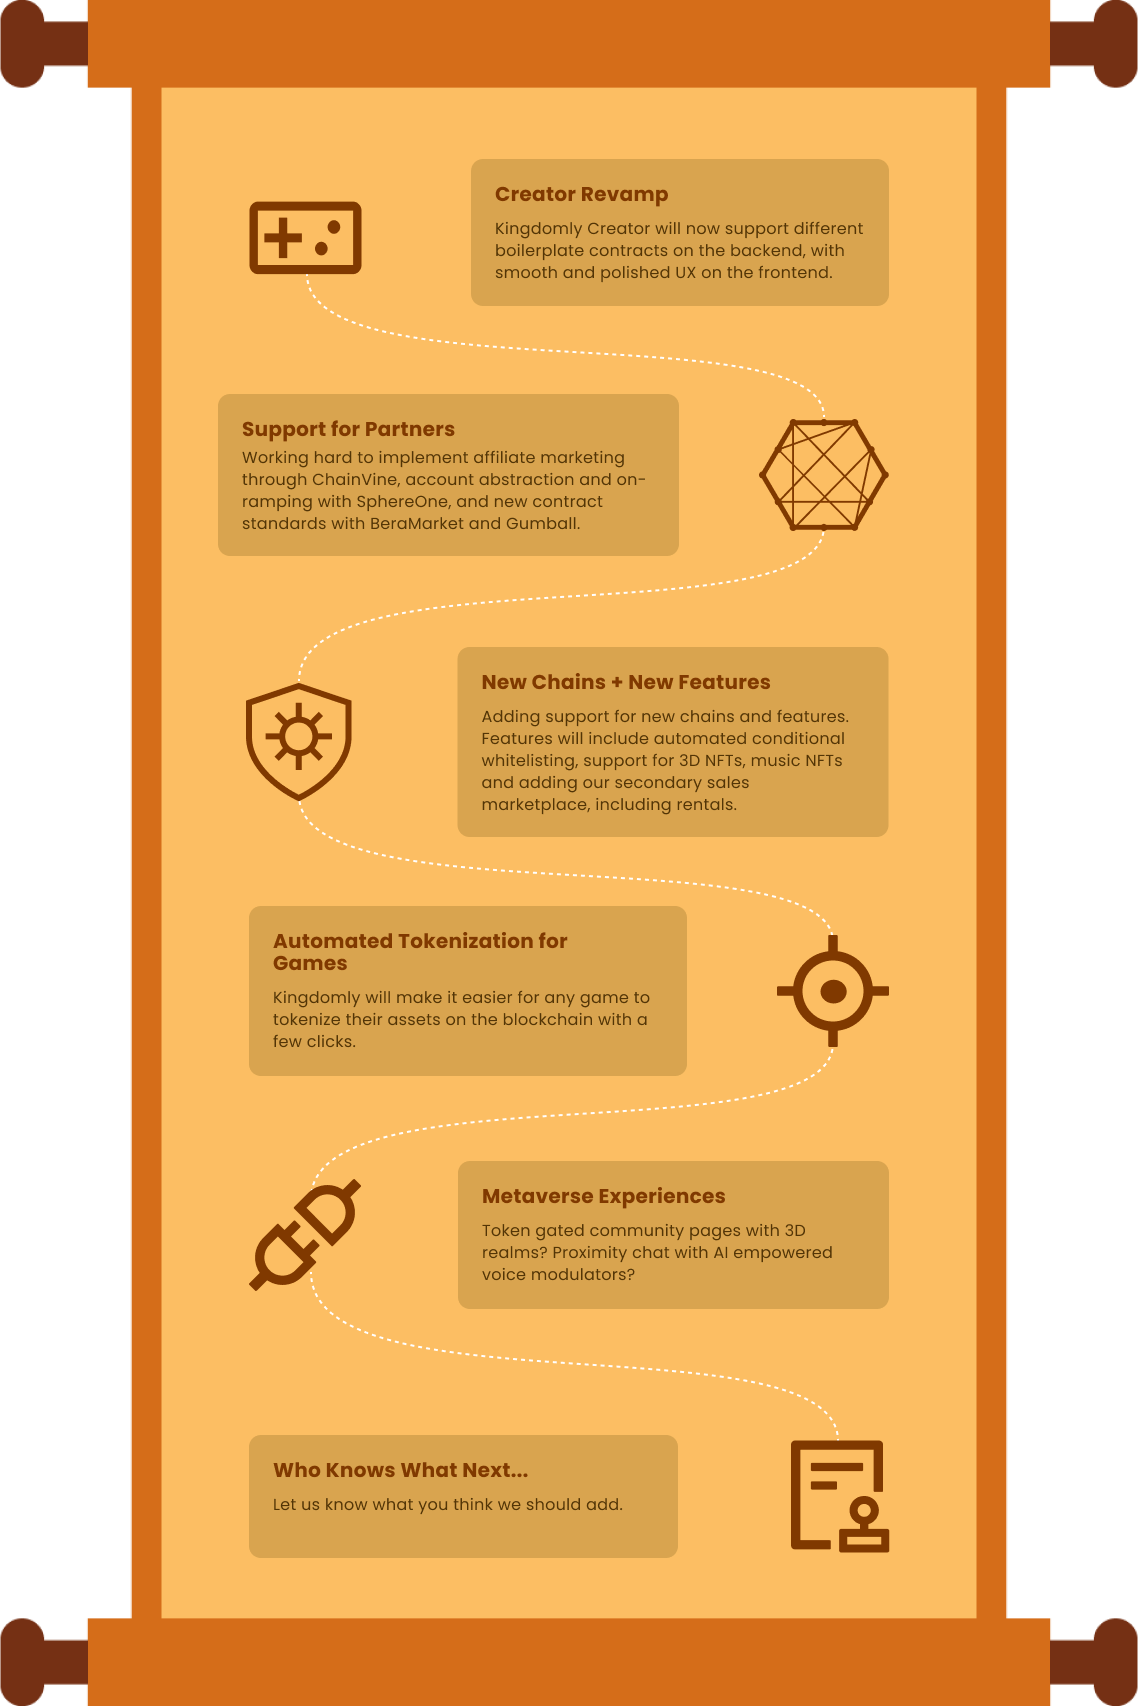 Creator Revamp
Kingdomly Creator will now support different
boilerplate contracts on the backend, with
smooth and polished UX on the frontend.
Support for Partners
Working hard to implement affiliate marketing
through ChainVine, account abstraction and on-
ramping with SphereOne, and new contract
standards with BeraMarket and Gumball.
New Chains + New Features
Adding support for new chains and features.
Features will include automated conditional
whitelisting, support for 3D NFTs, music NFTs
and adding our secondary sales
marketplace, including rentals.
Automated Tokenization for
Games
Kingdomly will make it easier for any game to
tokenize their assets on the blockchain with a
few clicks.
Metaverse Experiences
Token gated community pages with 3D
realms? Proximity chat with AI empowered
voice modulators?
Who Knows What Next...
Let us know what you think we should add.